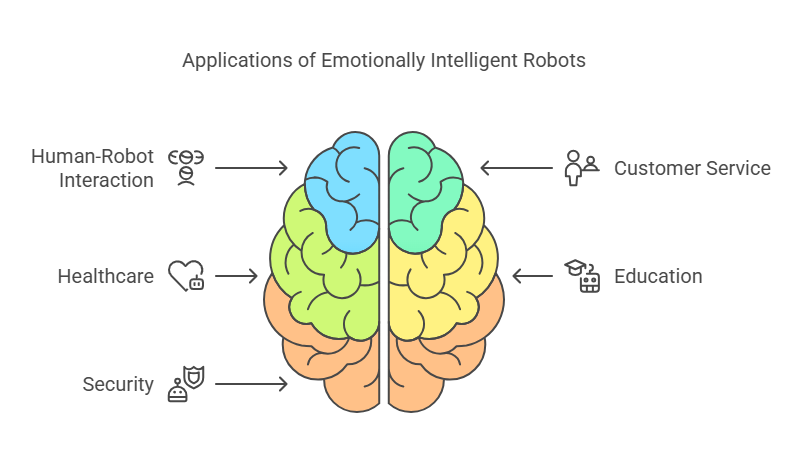 Applications of Emotionally Intelligent Robots
Human-Robot
Interaction
Customer Service
Healthcare
Education
Security